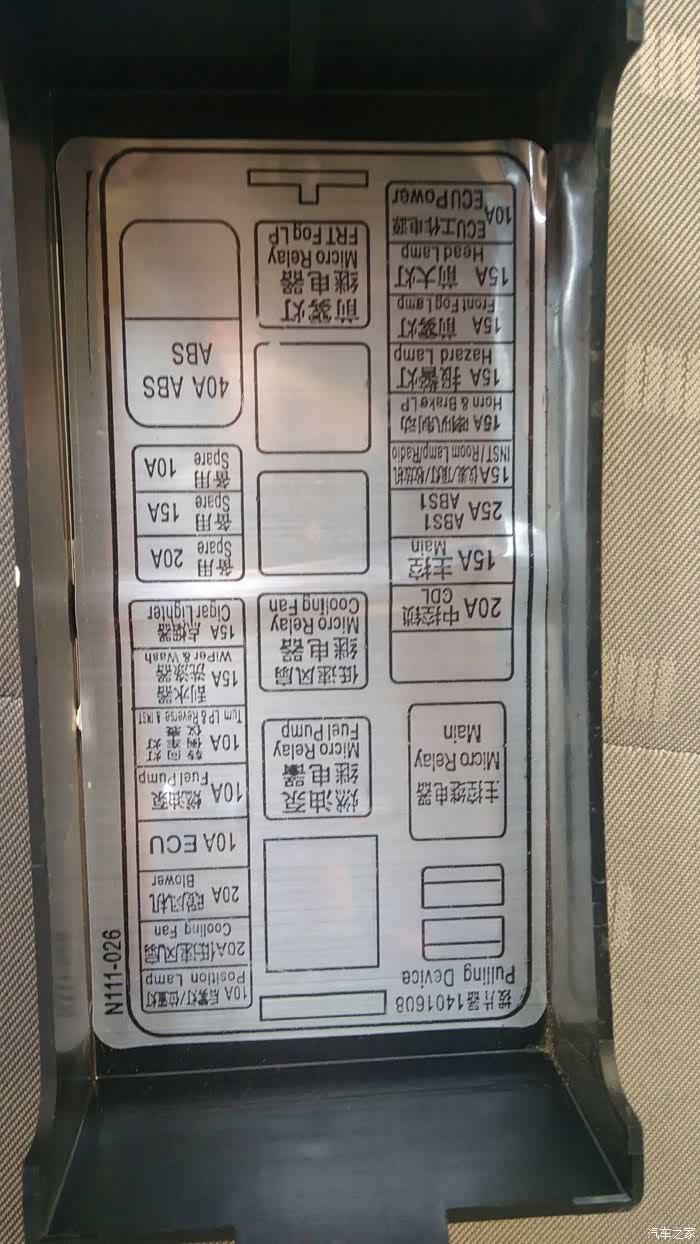 拨片器1401608
Pulling Device
主控继电器
Micro Relay
Main
20A 中控锁
CDL
15A 主控
Main
25A ABS1
ABS1
15A仪表/顶灯/收放机
INST/Room Lamp/Radio
15A 喇叭/制动
Horn & Brake LP
15A 报警灯
Hazard Lamp
15A 前雾灯
Front Fog Lamp
15A 前大灯
Head Lamp
10A ECU工作电源
ECU Power
燃油泵
继电器
Micro Relay
Fuel Pump
低速风扇
继电器
Micro Relay
Cooling Fan
前雾灯
继电器
Micro Relay
FRT Fog LP
10A 后雾灯/位置灯
Position Lamp
20A低速风扇
Cooling Fan
20A 暖风机
Blower
10A ECU
10A 燃油泵
Fuel Pump
10A 转向灯
倒车灯
仪表
Turn LP & Reverse & INST
15A 刮水器
洗涤器
WiPer & Wash
15A 点烟器
Cigar Lighter
备用
Spare 20A
备用
Spare 15A
备用
Spare 10A
40A ABS
ABS
N111-026
汽车之家